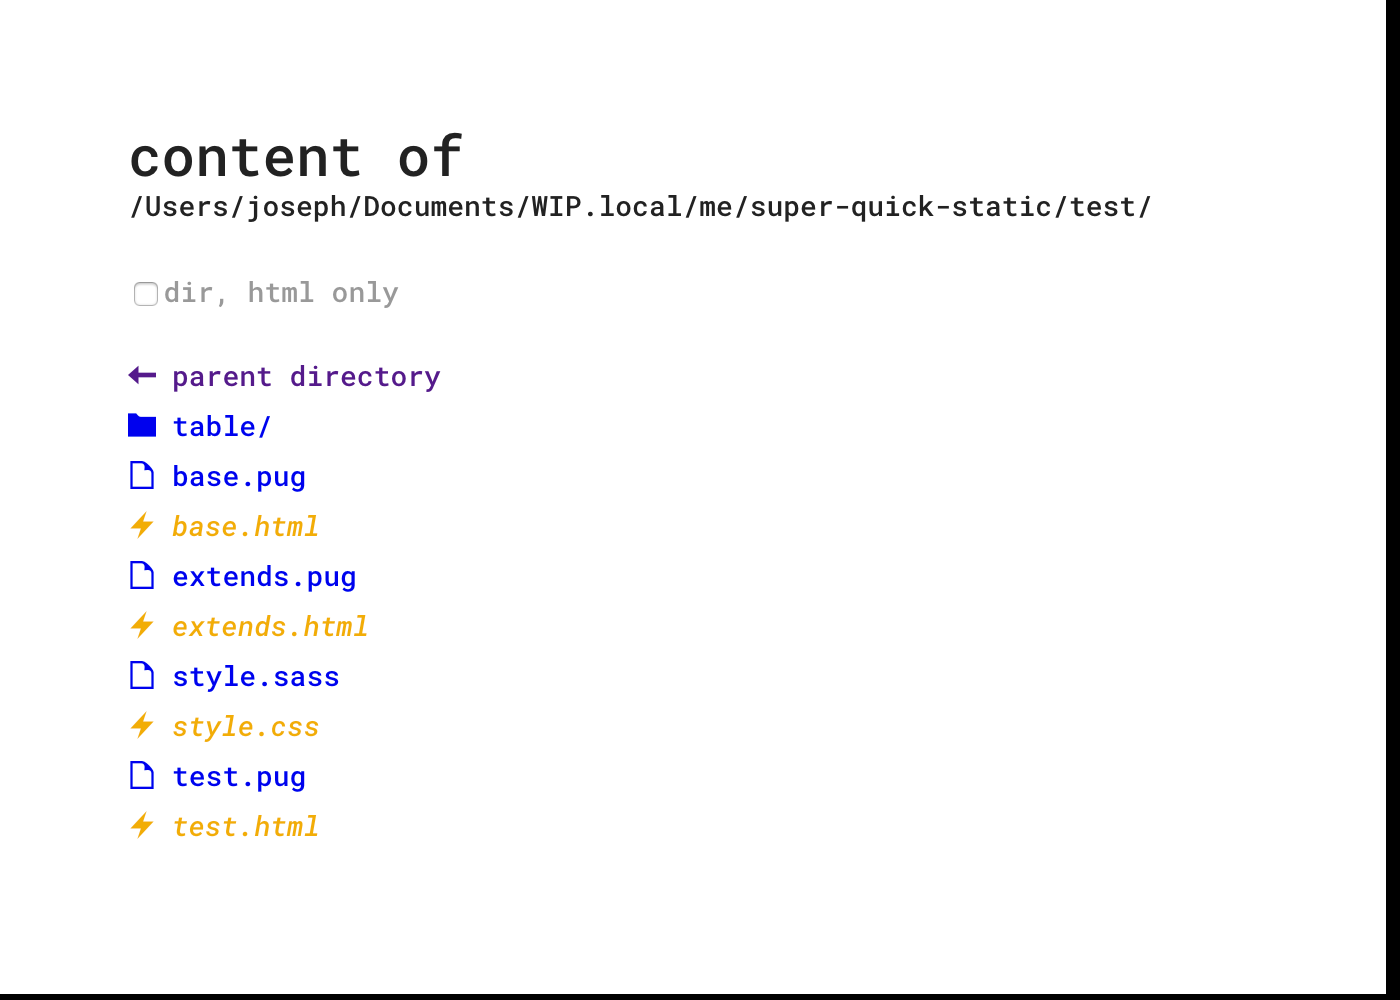 content of
/Users/joseph/Documents/WIP.local/me/super-quick-static/test/
dir, html only
parent directory
table/
base.pug
base.html
extends.pug
extends.html
style.sass
style.css
test.pug
test.html